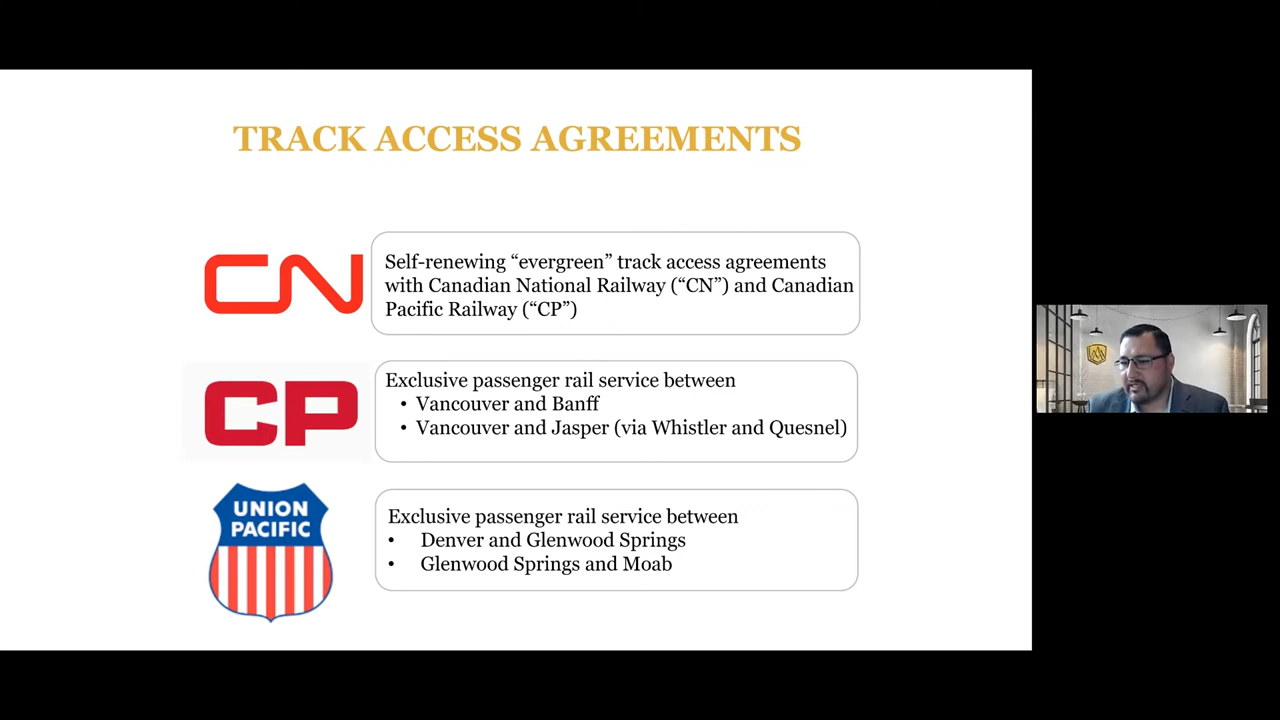 TRACK ACCESS AGREEMENTS
CN
Self-renewing “evergreen” track access agreements
with Canadian National Railway (“CN”) and Canadian
Pacific Railway (“CP”)
CP
Exclusive passenger rail service between
• Vancouver and Banff
• Vancouver and Jasper (via Whistler and Quesnel)
UNION
PACIFIC
Exclusive passenger rail service between
• Denver and Glenwood Springs
• Glenwood Springs and Moab